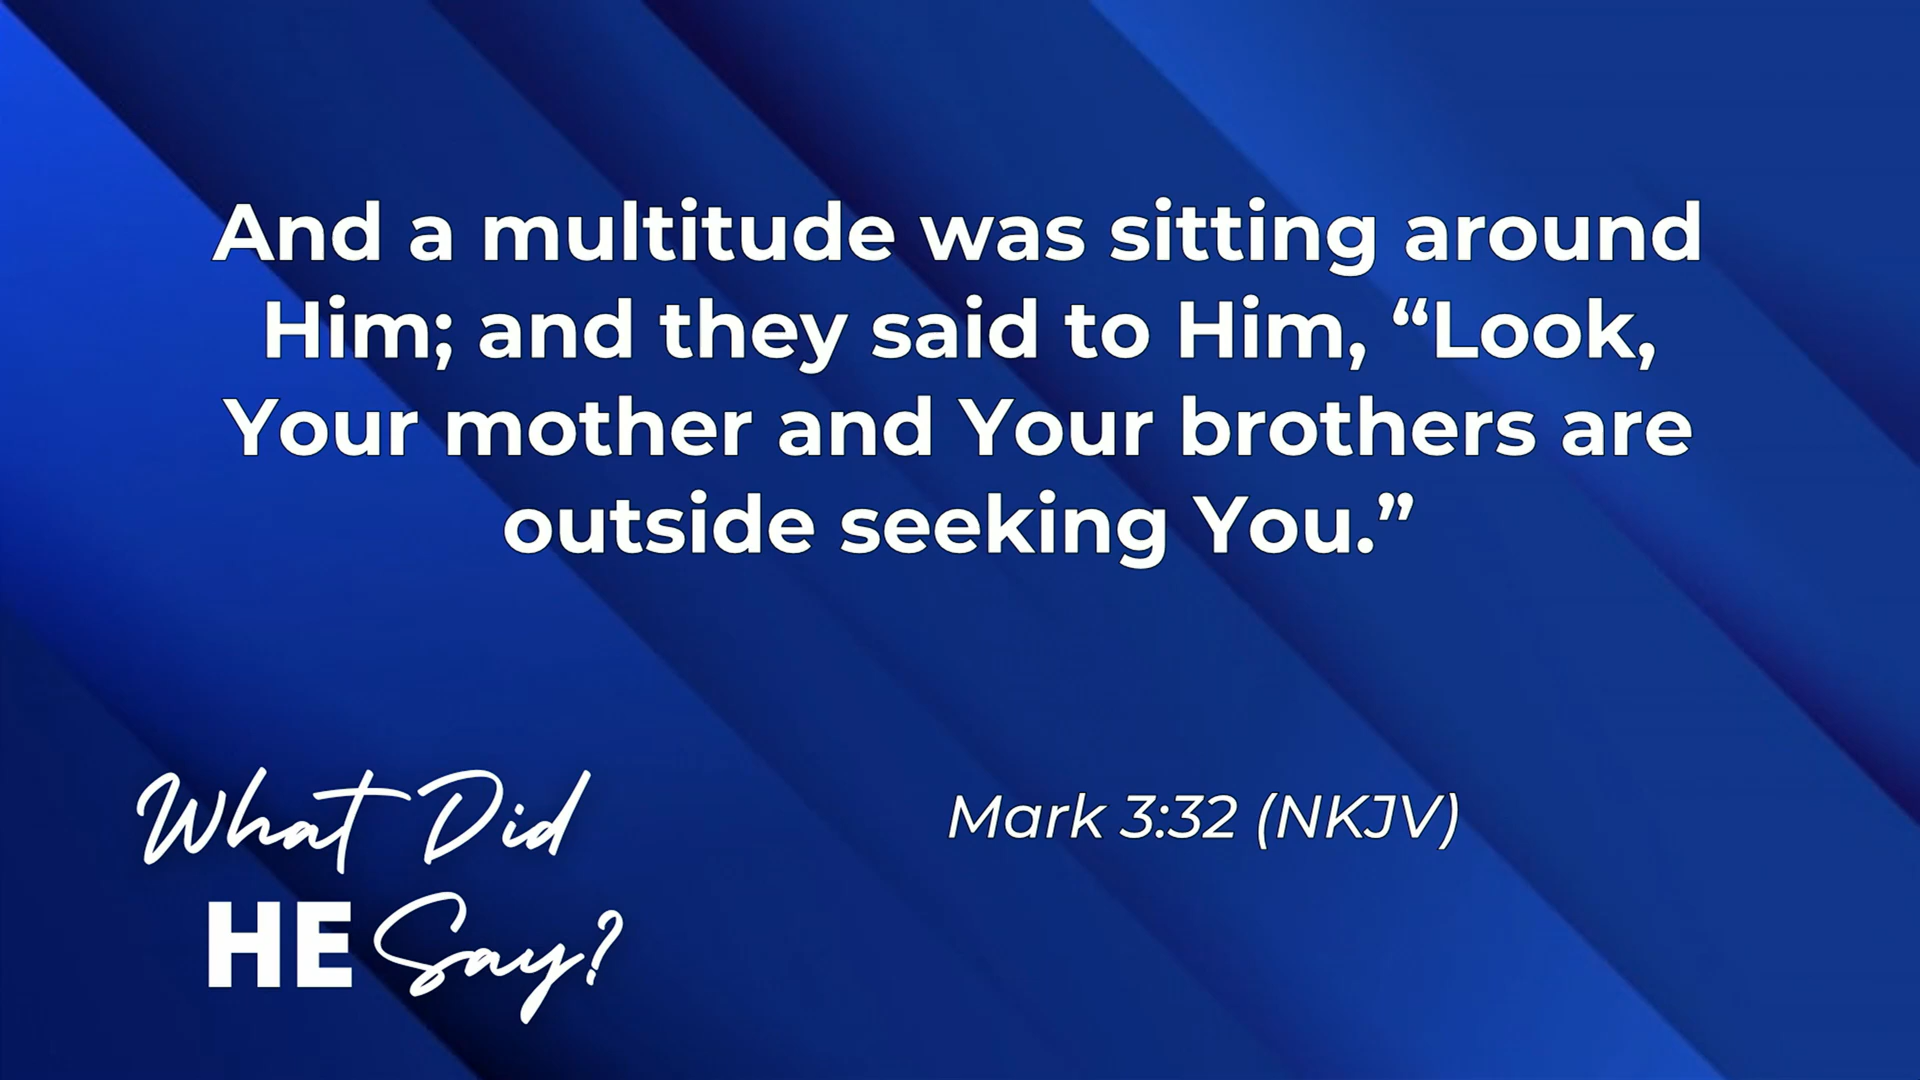 And a multitude was sitting around
Him; and they said to Him, “Look,
Your mother and Your brothers are
outside seeking You.”
Mark 3:32 (NKJV)
What Did
HE Say?